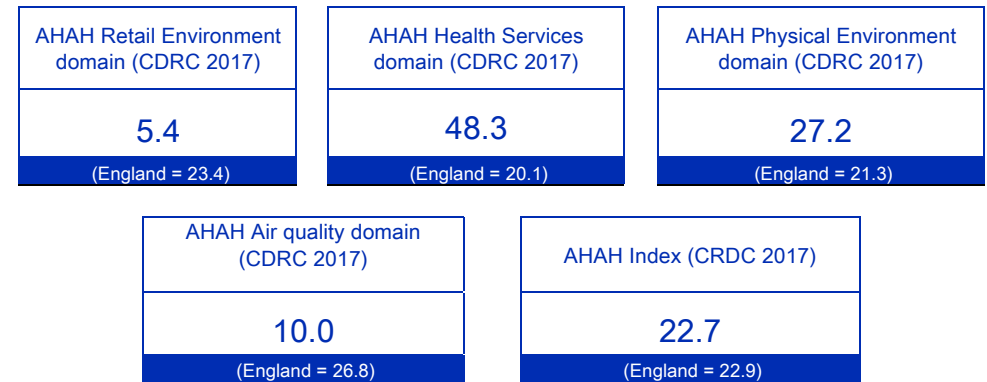 AHAH Retail Environment
domain (CDRC 2017)
5.4
(England = 23.4)
AHAH Health Services
domain (CDRC 2017)
48.3
(England = 20.1)
AHAH Physical Environment
domain (CDRC 2017)
27.2
(England = 21.3)
AHAH Air quality domain
(CDRC 2017)
10.0
(England = 26.8)
AHAH Index (CRDC 2017)
22.7
(England = 22.9)